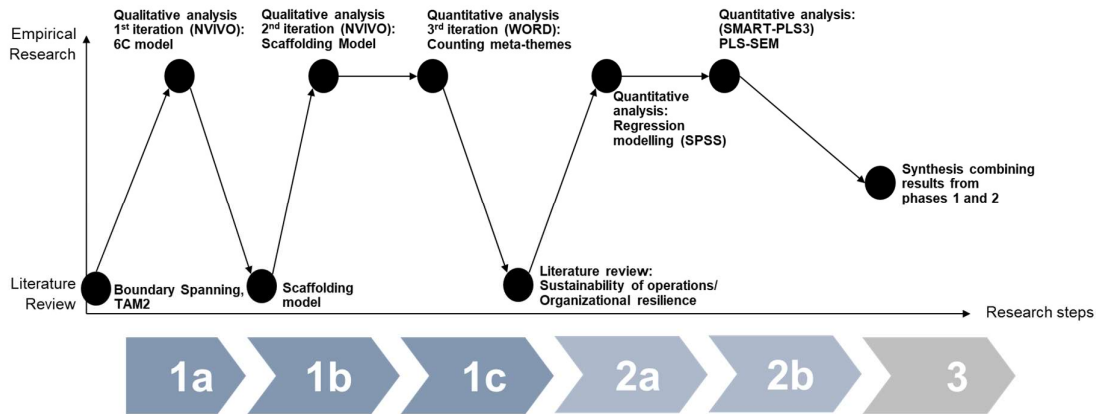 Empirical
Research
Qualitative analysis
1st iteration (NVIVO):
6C model
Qualitative analysis
2nd iteration (NVIVO):
Scaffolding Model
Quantitative analysis
3rd iteration (WORD):
Counting meta-themes
Quantitative analysis:
(SMART-PLS3)
PLS-SEM
Quantitative
analysis:
Regression
modelling (SPSS)
Synthesis combining
results from
phases 1 and 2
Literature
Review
Boundary Spanning,
TAM2
Scaffolding
model
Literature review:
Sustainability of operations/
Organizational resilience
Research steps
1a
1b
1c
2a
2b
3